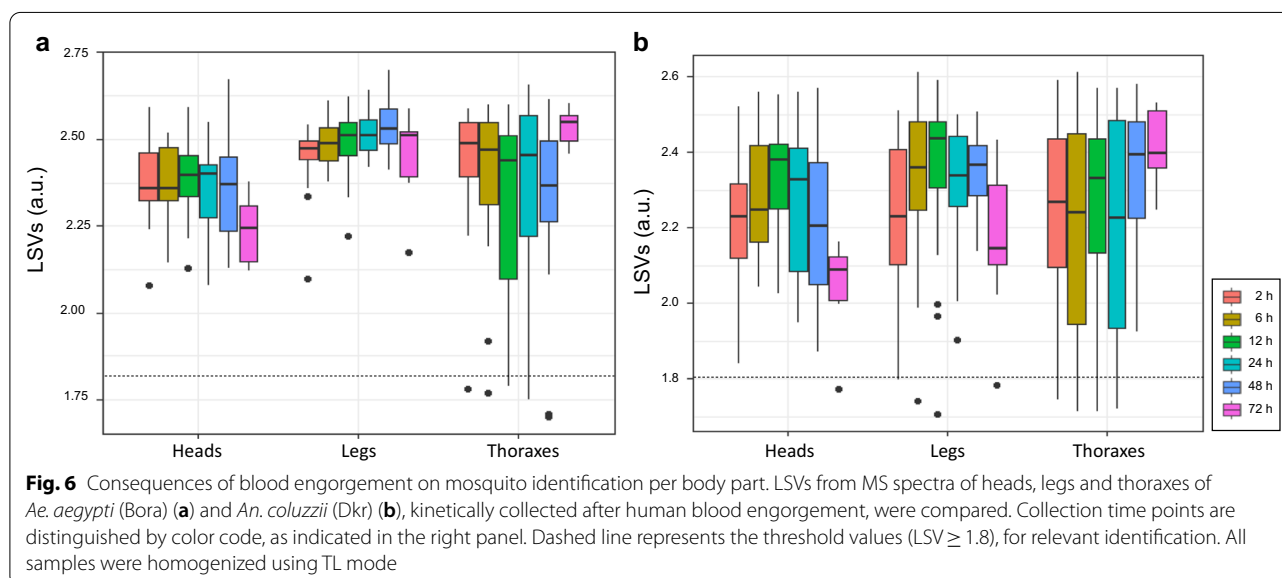 a
2.75
2.50
2.25
2.00
1.75
LSVs (a.u.)
Heads
Legs
Thoraxes
b
2.6
2.4
2.2
2.0
1.8
LSVs (a.u.)
Heads
Legs
Thoraxes
2 h
6 h
12 h
24 h
48 h
72 h
Fig. 6 Consequences of blood engorgement on mosquito identification per body part. LSVs from MS spectra of heads, legs and thoraxes of
Ae. aegypti (Bora) (a) and An. coluzzii (Dkr) (b), kinetically collected after human blood engorgement, were compared. Collection time points are
distinguished by color code, as indicated in the right panel. Dashed line represents the threshold values (LSV ≥ 1.8), for relevant identification. All
samples were homogenized using TL mode